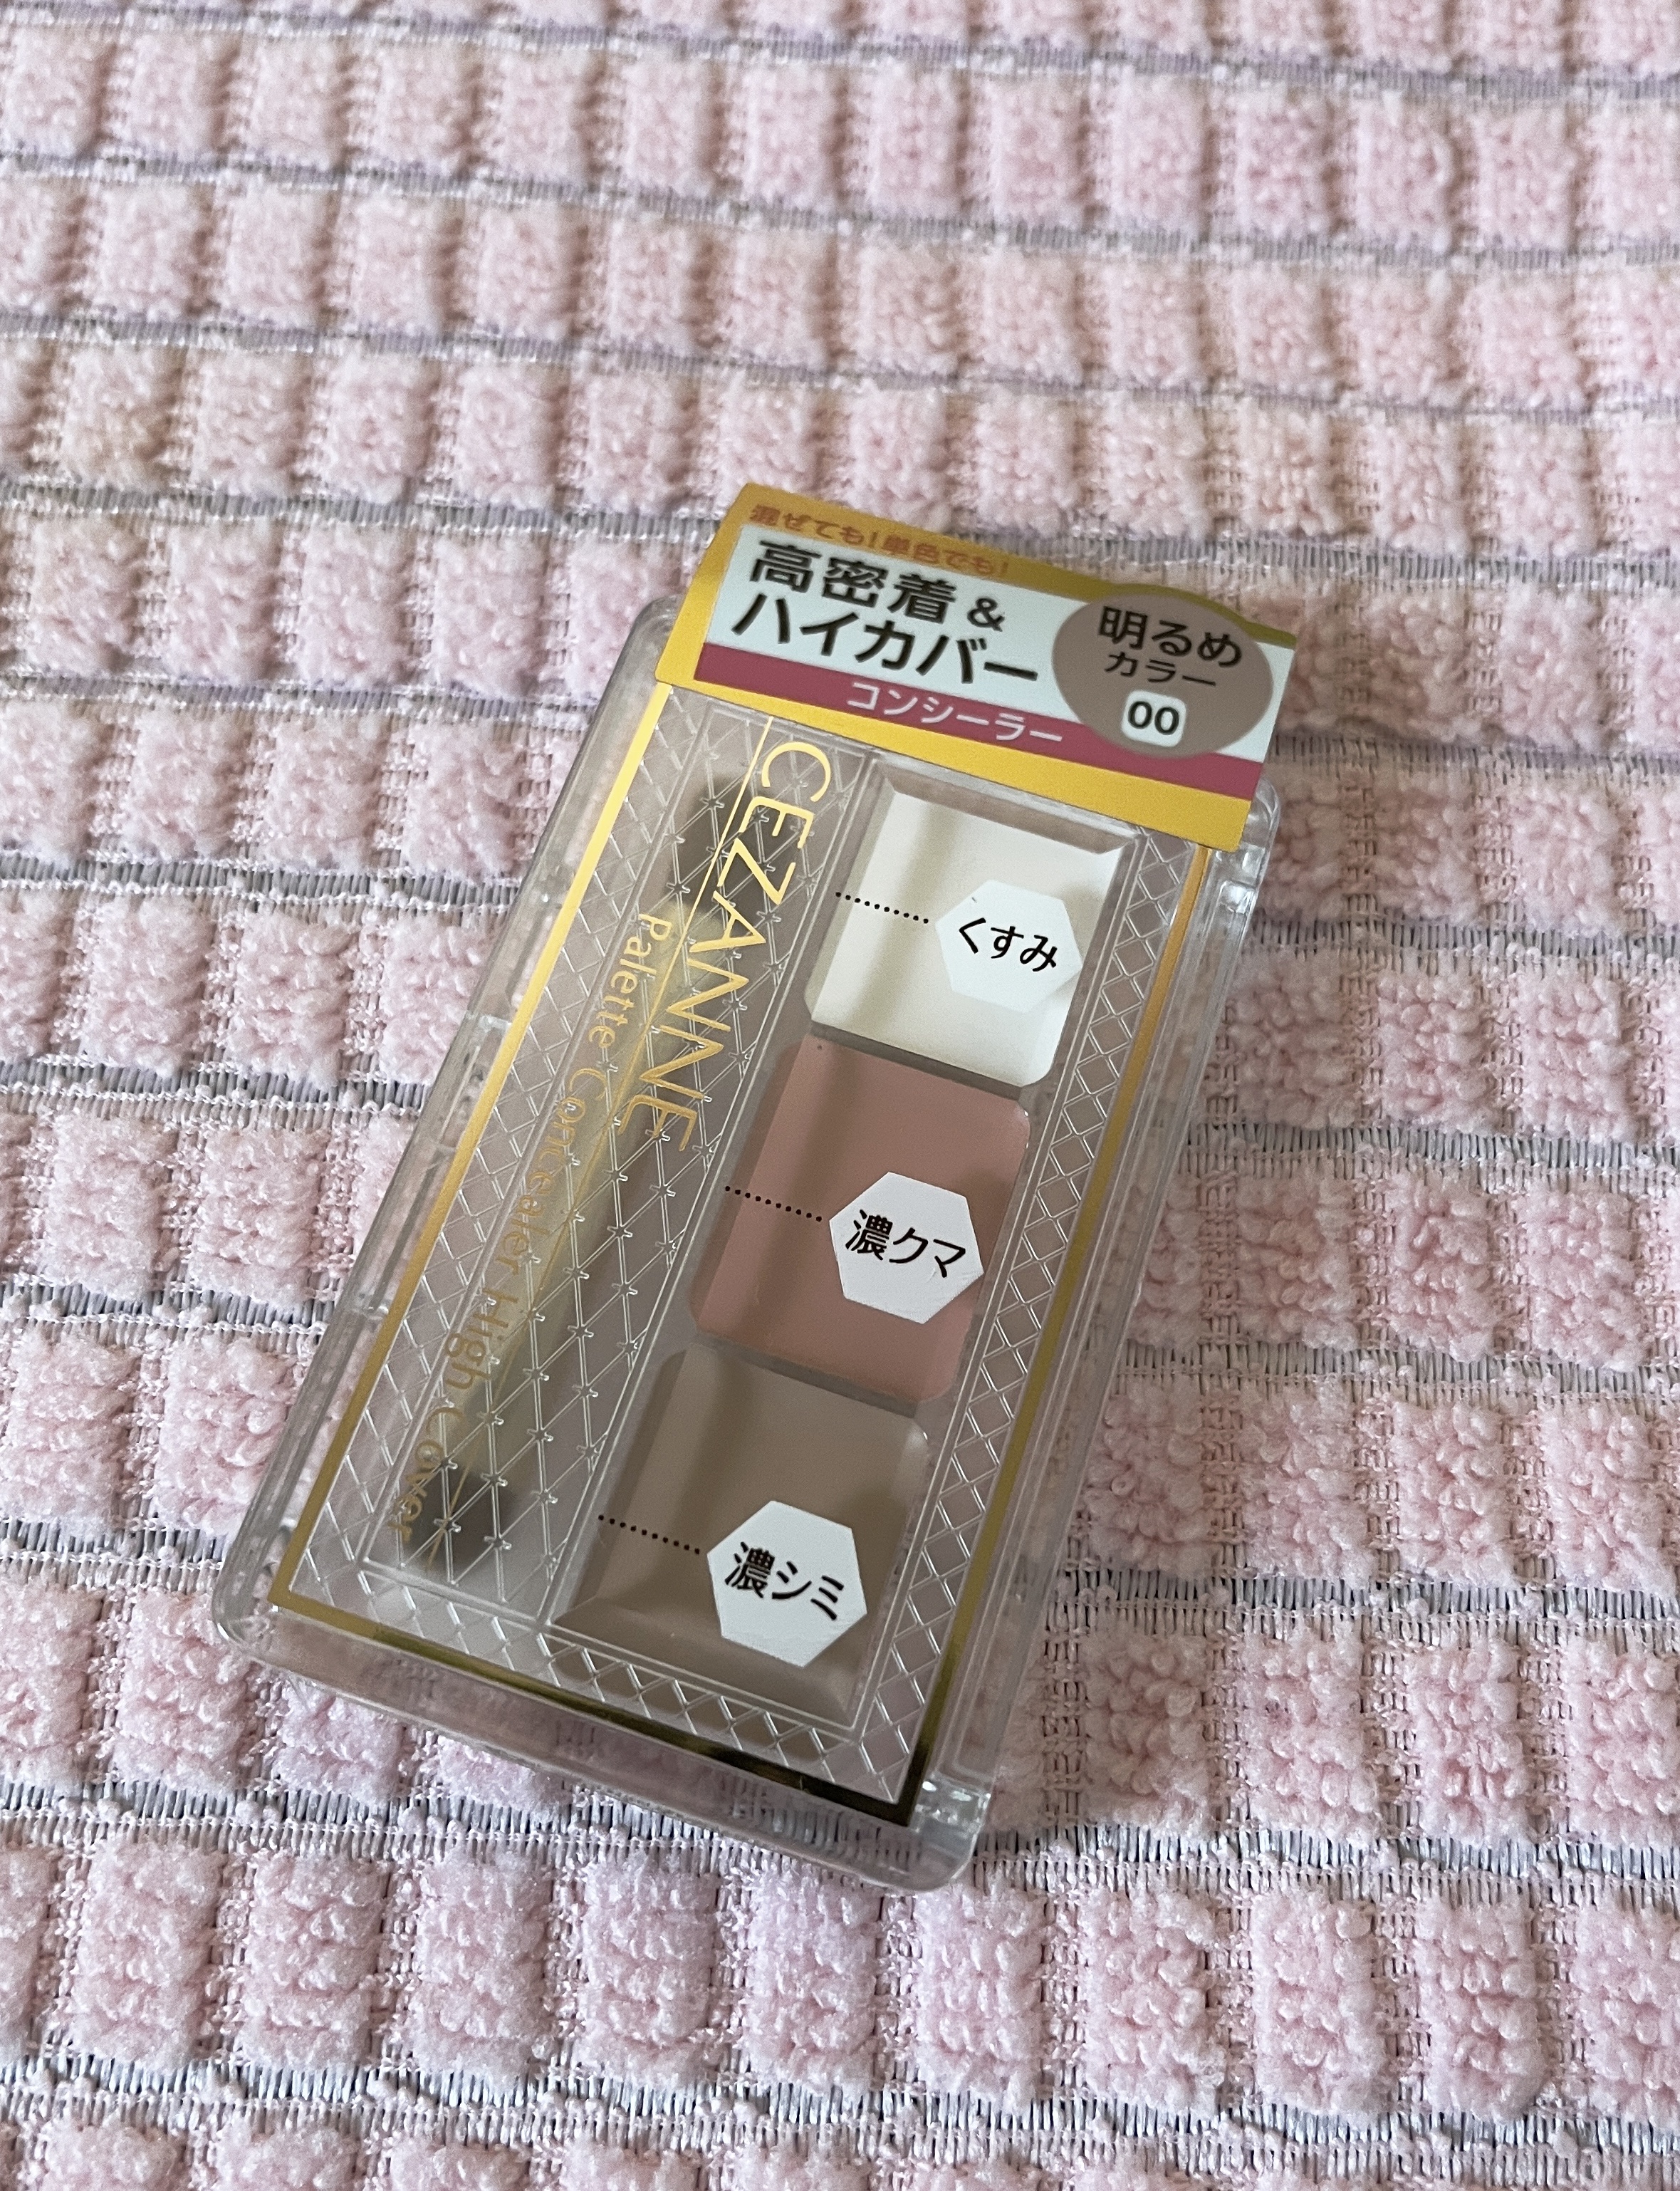 混ぜても!単色でも!
高密着&
ハイカバー
コンシーラー
明るめ
カラー
00
CEZANNE
Palette Concealer High Cover
くすみ
濃クマ
濃シミ